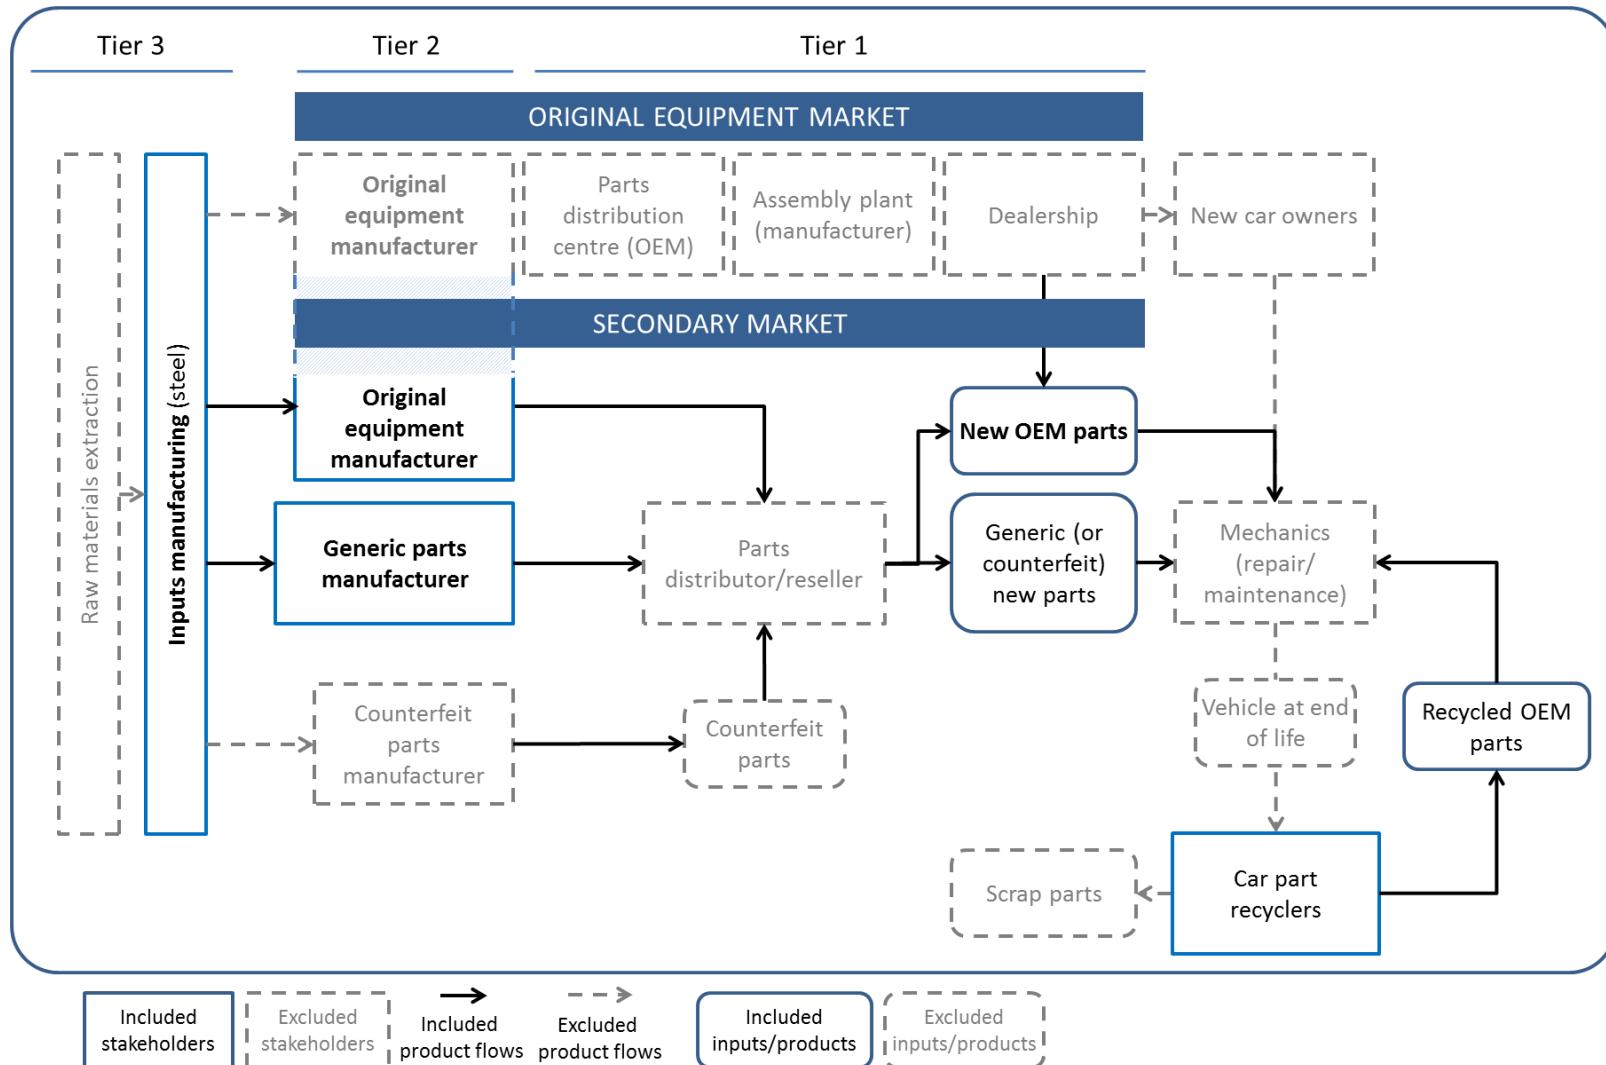 Tier 3
Tier 2
Tier 1
ORIGINAL EQUIPMENT MARKET
Original
equipment
manufacturer
Parts
distribution
centre (OEM)
Assembly plant
(manufacturer)
Dealership
New car owners
SECONDARY MARKET
Raw materials extraction
Inputs manufacturing (steel)
Original
equipment
manufacturer
New OEM parts
Generic parts
manufacturer
Parts
distributor/reseller
Generic (or
counterfeit)
new parts
Mechanics
(repair/
maintenance)
Counterfeit
parts
manufacturer
Counterfeit
parts
Vehicle at end
of life
Recycled OEM
parts
Scrap parts
Car part
recyclers
Included
stakeholders
Excluded
stakeholders
Included
product flows
Excluded
product flows
Included
inputs/products
Excluded
inputs/products